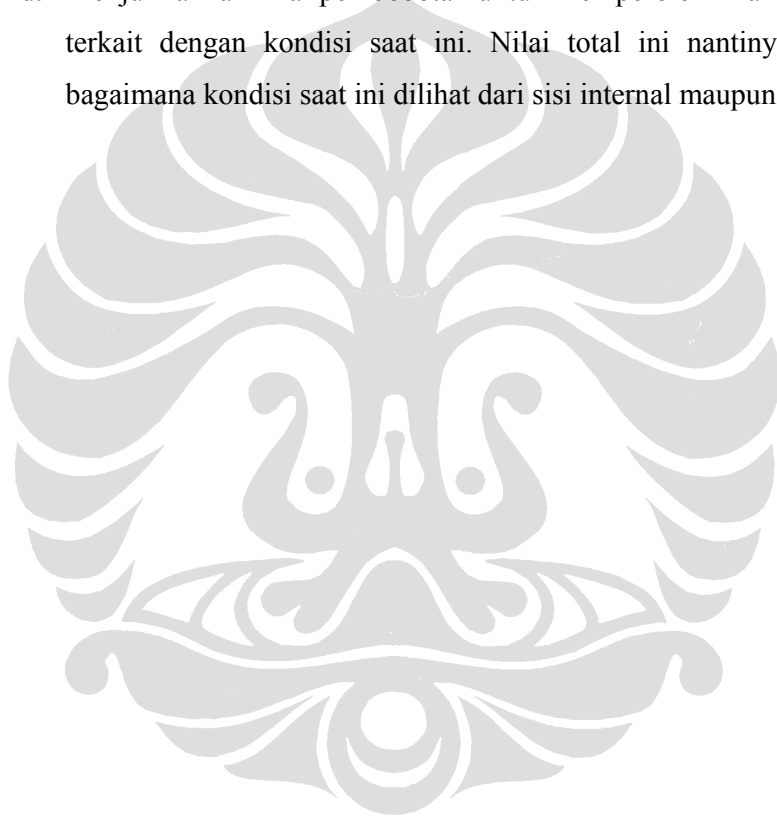 terkait dengan kondisi saat ini. Nilai total ini nantiny
bagaimana kondisi saat ini dilihat dari sisi internal maupun